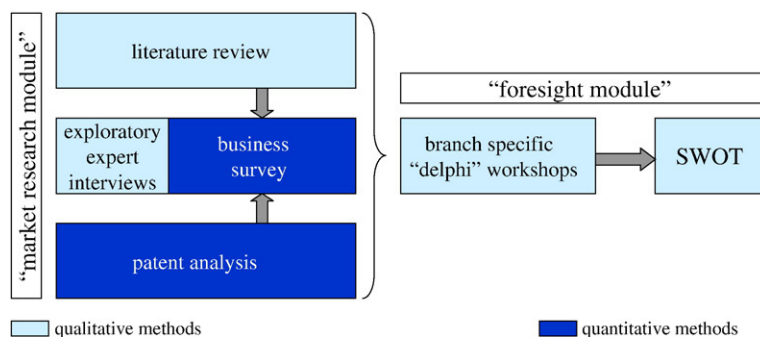 “market research module”
literature review
exploratory
expert
interviews
business
survey
patent analysis
“foresight module”
branch specific
“delphi” workshops
SWOT
qualitative methods
quantitative methods